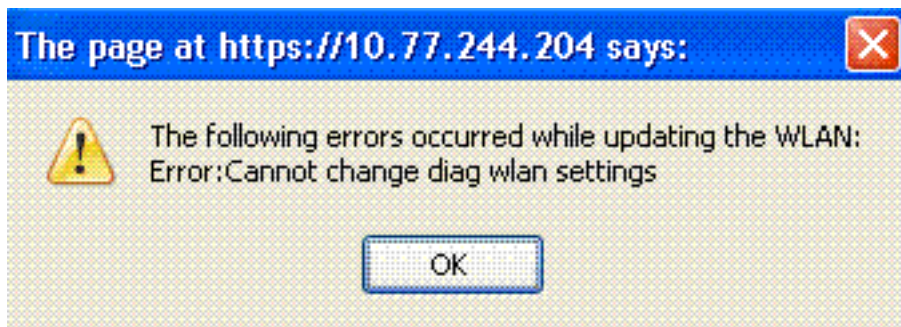 The page at https://10.77.244.204 says:
The following errors occurred while updating the WLAN:
Error:Cannot change diag wlan settings
OK